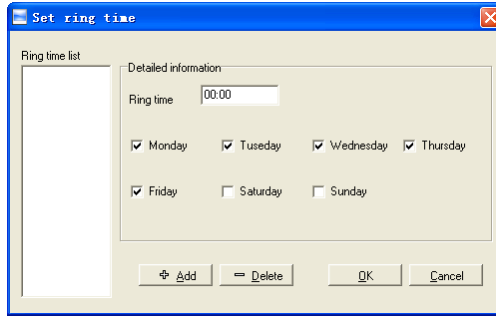 Set ring time
Ring time list
Detailed information
Ring time 00:00
Monday Tuseday Wednesday Thursday
Friday Saturday Sunday
Add Delete OK Cancel